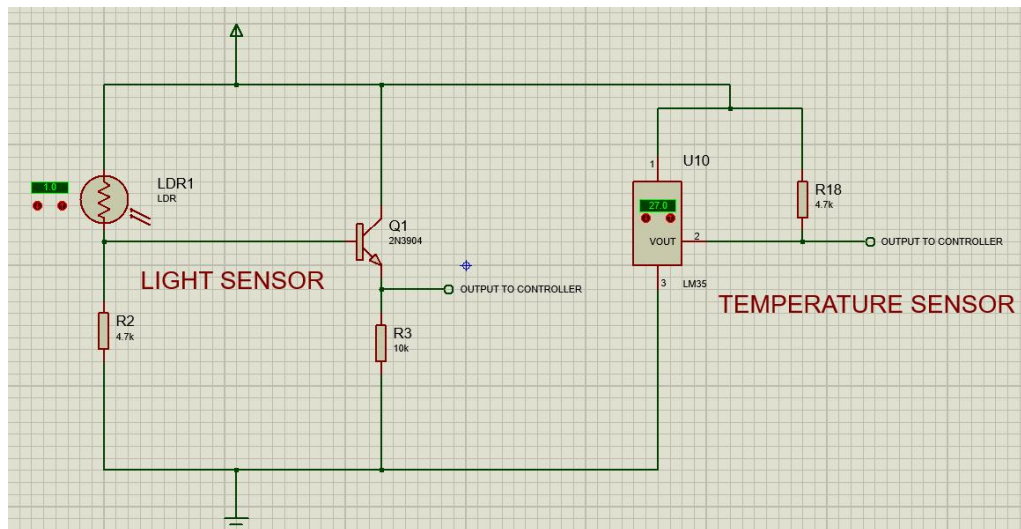 1.0
LDR1
LDR
Q1
2N3904
LIGHT SENSOR
OUTPUT TO CONTROLLER
R2
4.7k
R3
10k
U10
1
27.0
VOUT
2
3
LM35
R18
4.7k
OUTPUT TO CONTROLLER
TEMPERATURE SENSOR